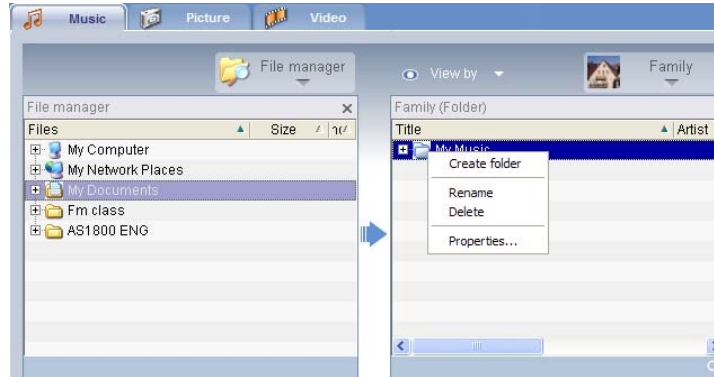 Music Picture Video
File manager
View by
Family
File manager
Files Size
My Computer
My Network Places
My Documents
Fm class
AS1800 ENG
Family (Folder)
Title Artist
My Music
Create folder
Rename
Delete
Properties...